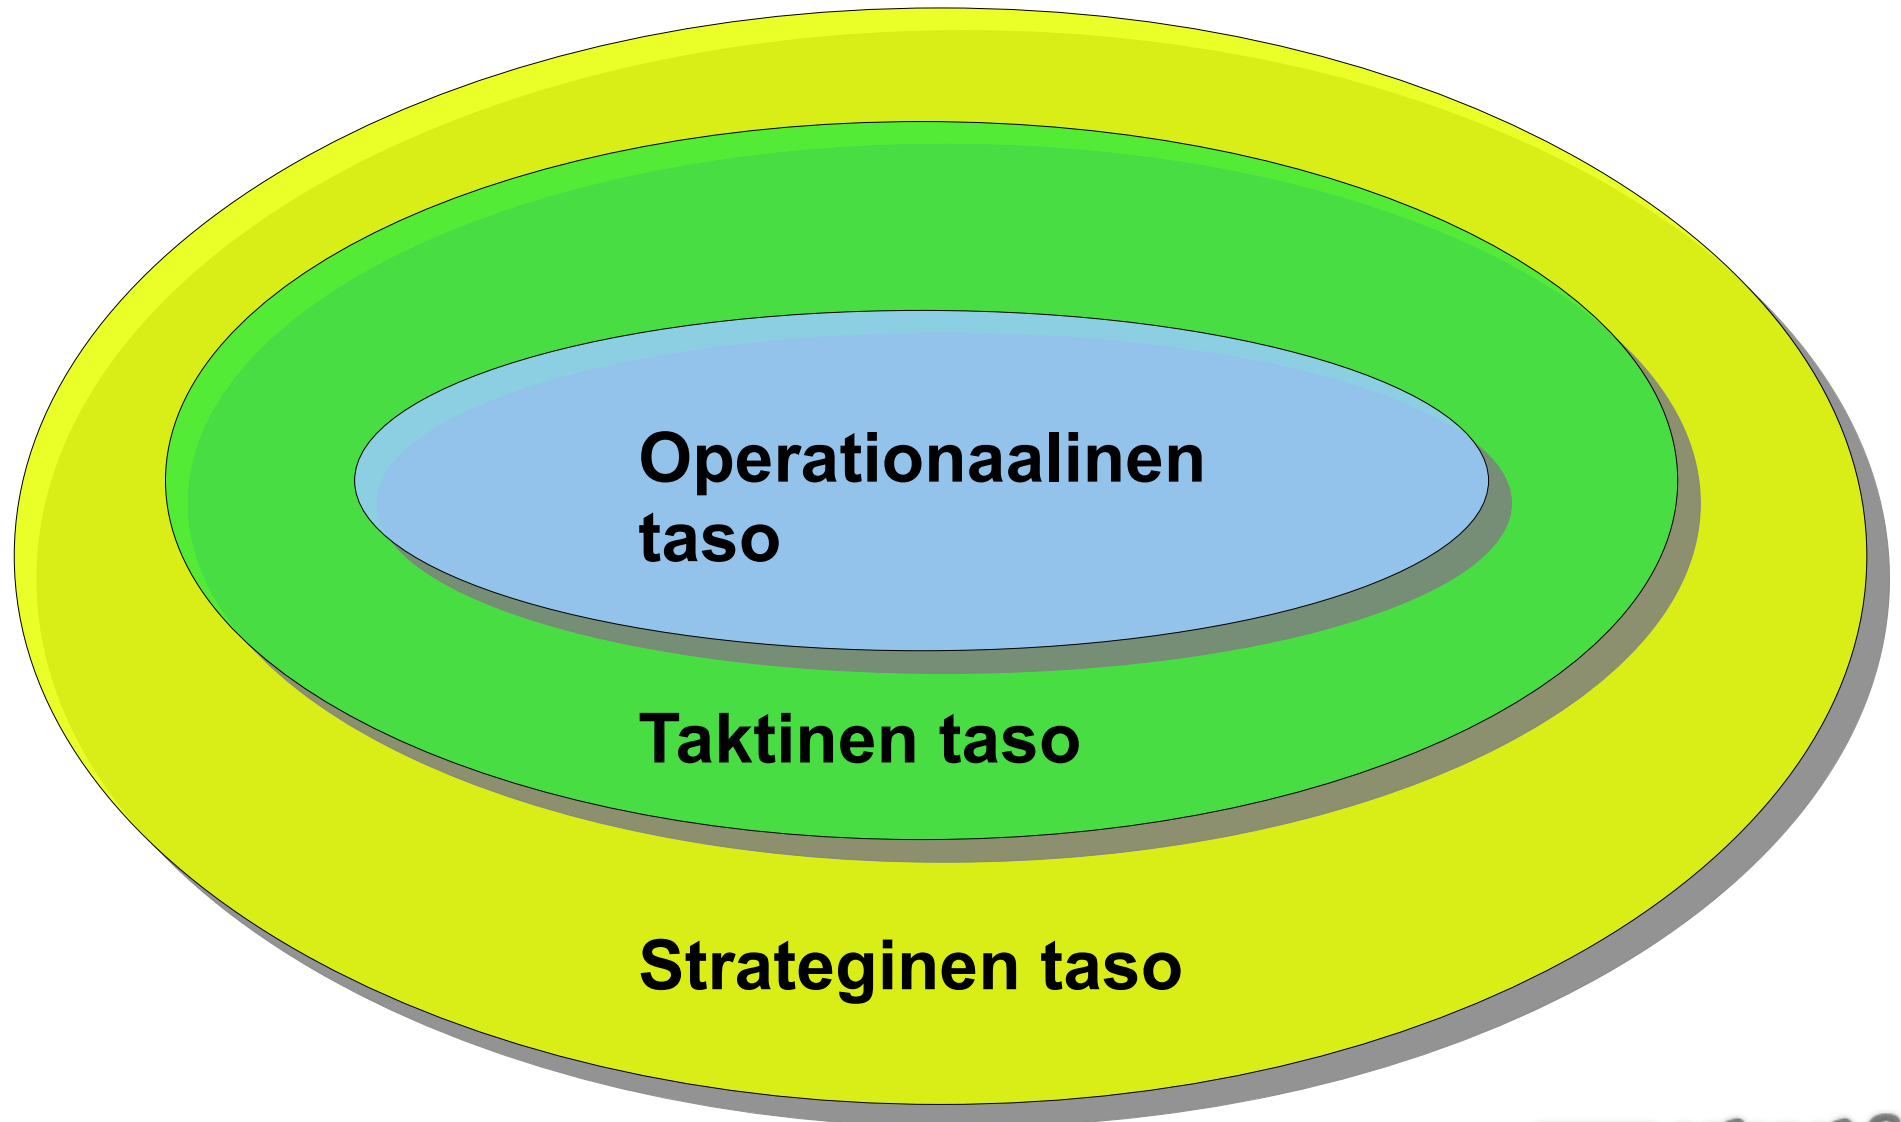 Operationaalinen
taso
Taktinen taso
Strateginen taso